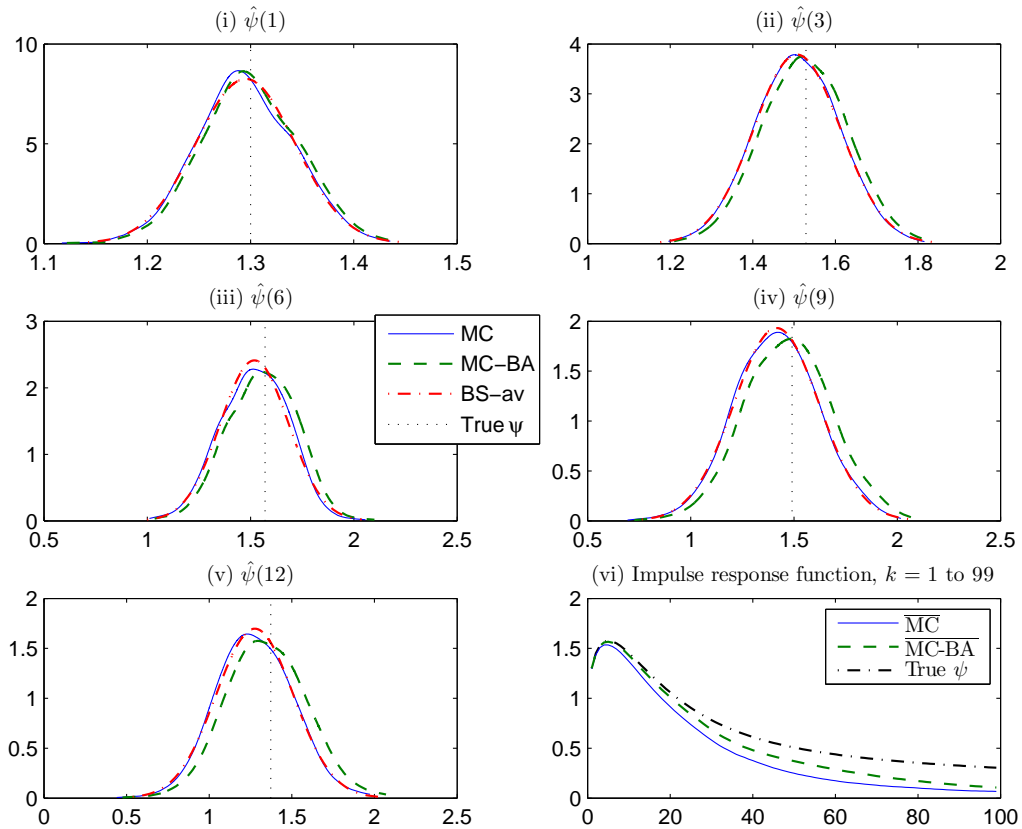 (i) ψ̂(1)
10
5
0
1.1 1.2 1.3 1.4 1.5
(ii) ψ̂(3)
4
3
2
1
0
1 1.2 1.4 1.6 1.8 2
(iii) ψ̂(6)
3
2
1
0
0.5 1 1.5 2 2.5
MC
MC−BA
BS−av
True ψ
(iv) ψ̂(9)
2
1.5
1
0.5
0
0.5 1 1.5 2 2.5
(v) ψ̂(12)
2
1.5
1
0.5
0
0 0.5 1 1.5 2 2.5
(vi) Impulse response function, k = 1 to 99
2
1.5
1
0.5
0
0 20 40 60 80 100
M̅C̅
M̅C̅-̅B̅A̅
True ψ